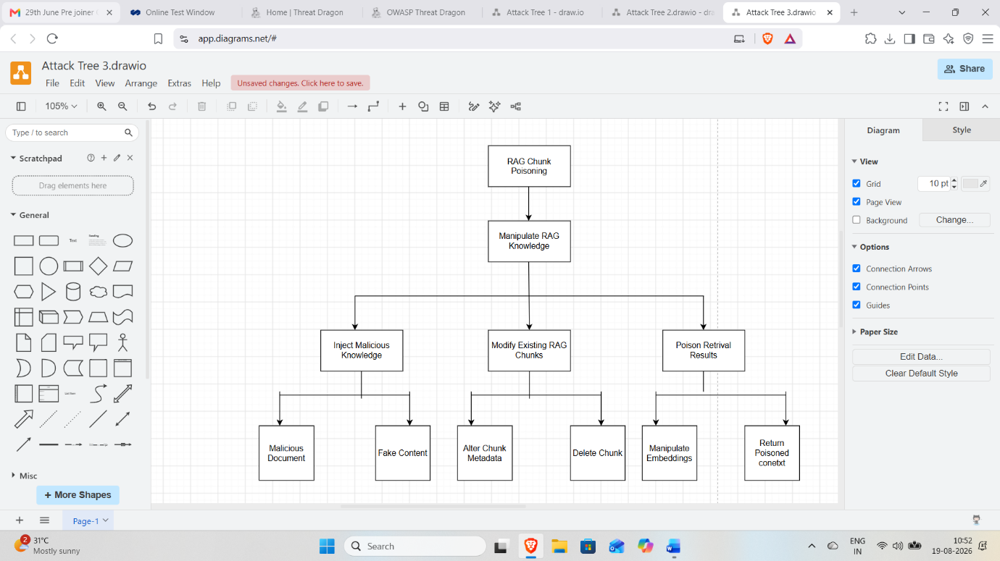 29th June Pre joiner
Online Test Window
Home | Threat Dragon
OWASP Threat Dragon
Attack Tree 1 - draw.io
Attack Tree 2.drawio - dra
Attack Tree 3.drawio
app.diagrams.net/#
Attack Tree 3.drawio
File Edit View Arrange Extras Help
Unsaved changes. Click here to save.
Share
105%
Type / to search
Scratchpad
Drag elements here
General
Text
Heading
List Item
Misc
+ More Shapes
RAG Chunk
Poisoning
Manipulate RAG
Knowledge
Inject Malicious
Knowledge
Modify Existing RAG
Chunks
Poison Retrival
Results
Malicious
Document
Fake Content
Alter Chunk
Metadata
Delete Chunk
Manipulate
Embeddings
Return
Poisoned
conetxt
Diagram
Style
View
Grid
10 pt
Page View
Background
Change...
Options
Connection Arrows
Connection Points
Guides
Paper Size
Edit Data...
Clear Default Style
Page-1
2
31°C
Mostly sunny
Search
ENG
IN
10:52
19-08-2026